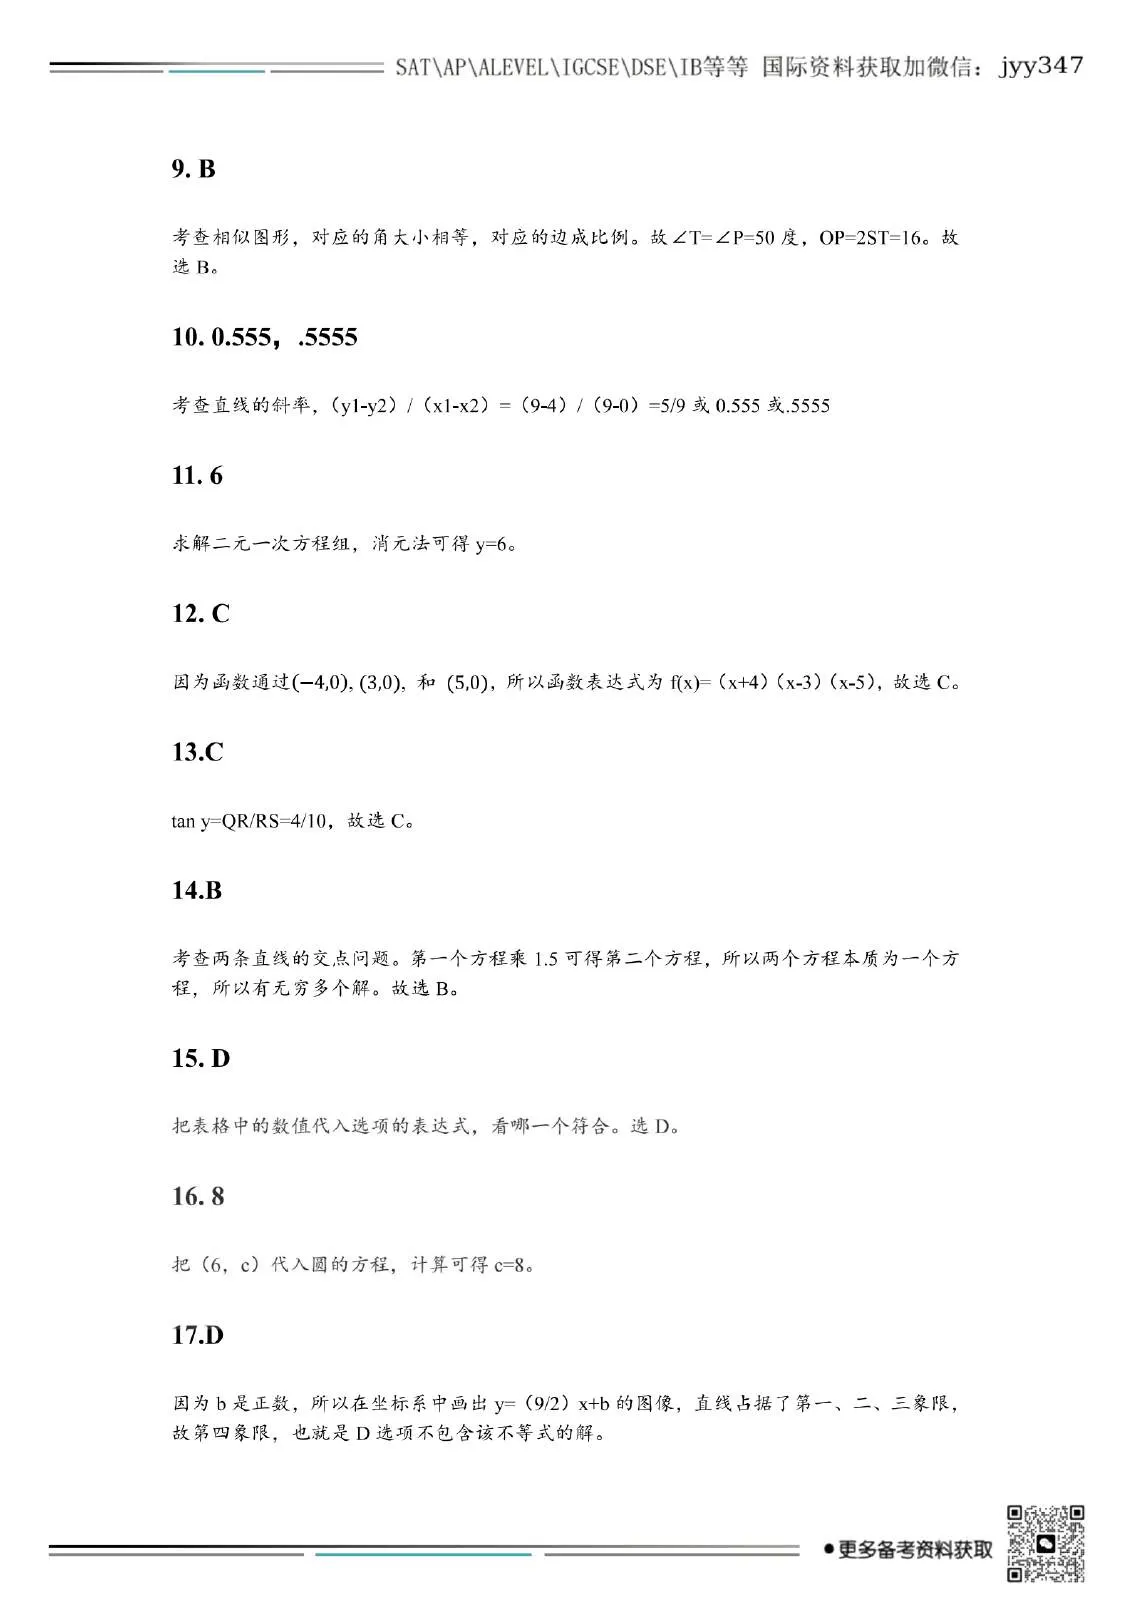 SAT\AP\ALEVEL\IGCSE\DSE\IB等等 国际资料获取加微信：jyy347
9. B
考查相似图形，对应的角大小相等，对应的边成比例。故∠T=∠P=50 度，OP=2ST=16。故
选 B。
10. 0.555，.5555
考查直线的斜率，（y1-y2）/（x1-x2）=（9-4）/（9-0）=5/9 或 0.555 或.5555
11. 6
求解二元一次方程组，消元法可得 y=6。
12. C
因为函数通过(−4,0), (3,0), 和 (5,0)，所以函数表达式为 f(x)=（x+4）（x-3）（x-5），故选 C。
13.C
tan y=QR/RS=4/10，故选 C。
14.B
考查两条直线的交点问题。第一个方程乘 1.5 可得第二个方程，所以两个方程本质为一个方
程，所以有无穷多个解。故选 B。
15. D
把表格中的数值代入选项的表达式，看哪一个符合。选 D。
16. 8
把（6，c）代入圆的方程，计算可得 c=8。
17.D
因为 b 是正数，所以在坐标系中画出 y=（9/2）x+b 的图像，直线占据了第一、二、三象限，
故第四象限，也就是 D 选项不包含该不等式的解。
●更多备考资料获取